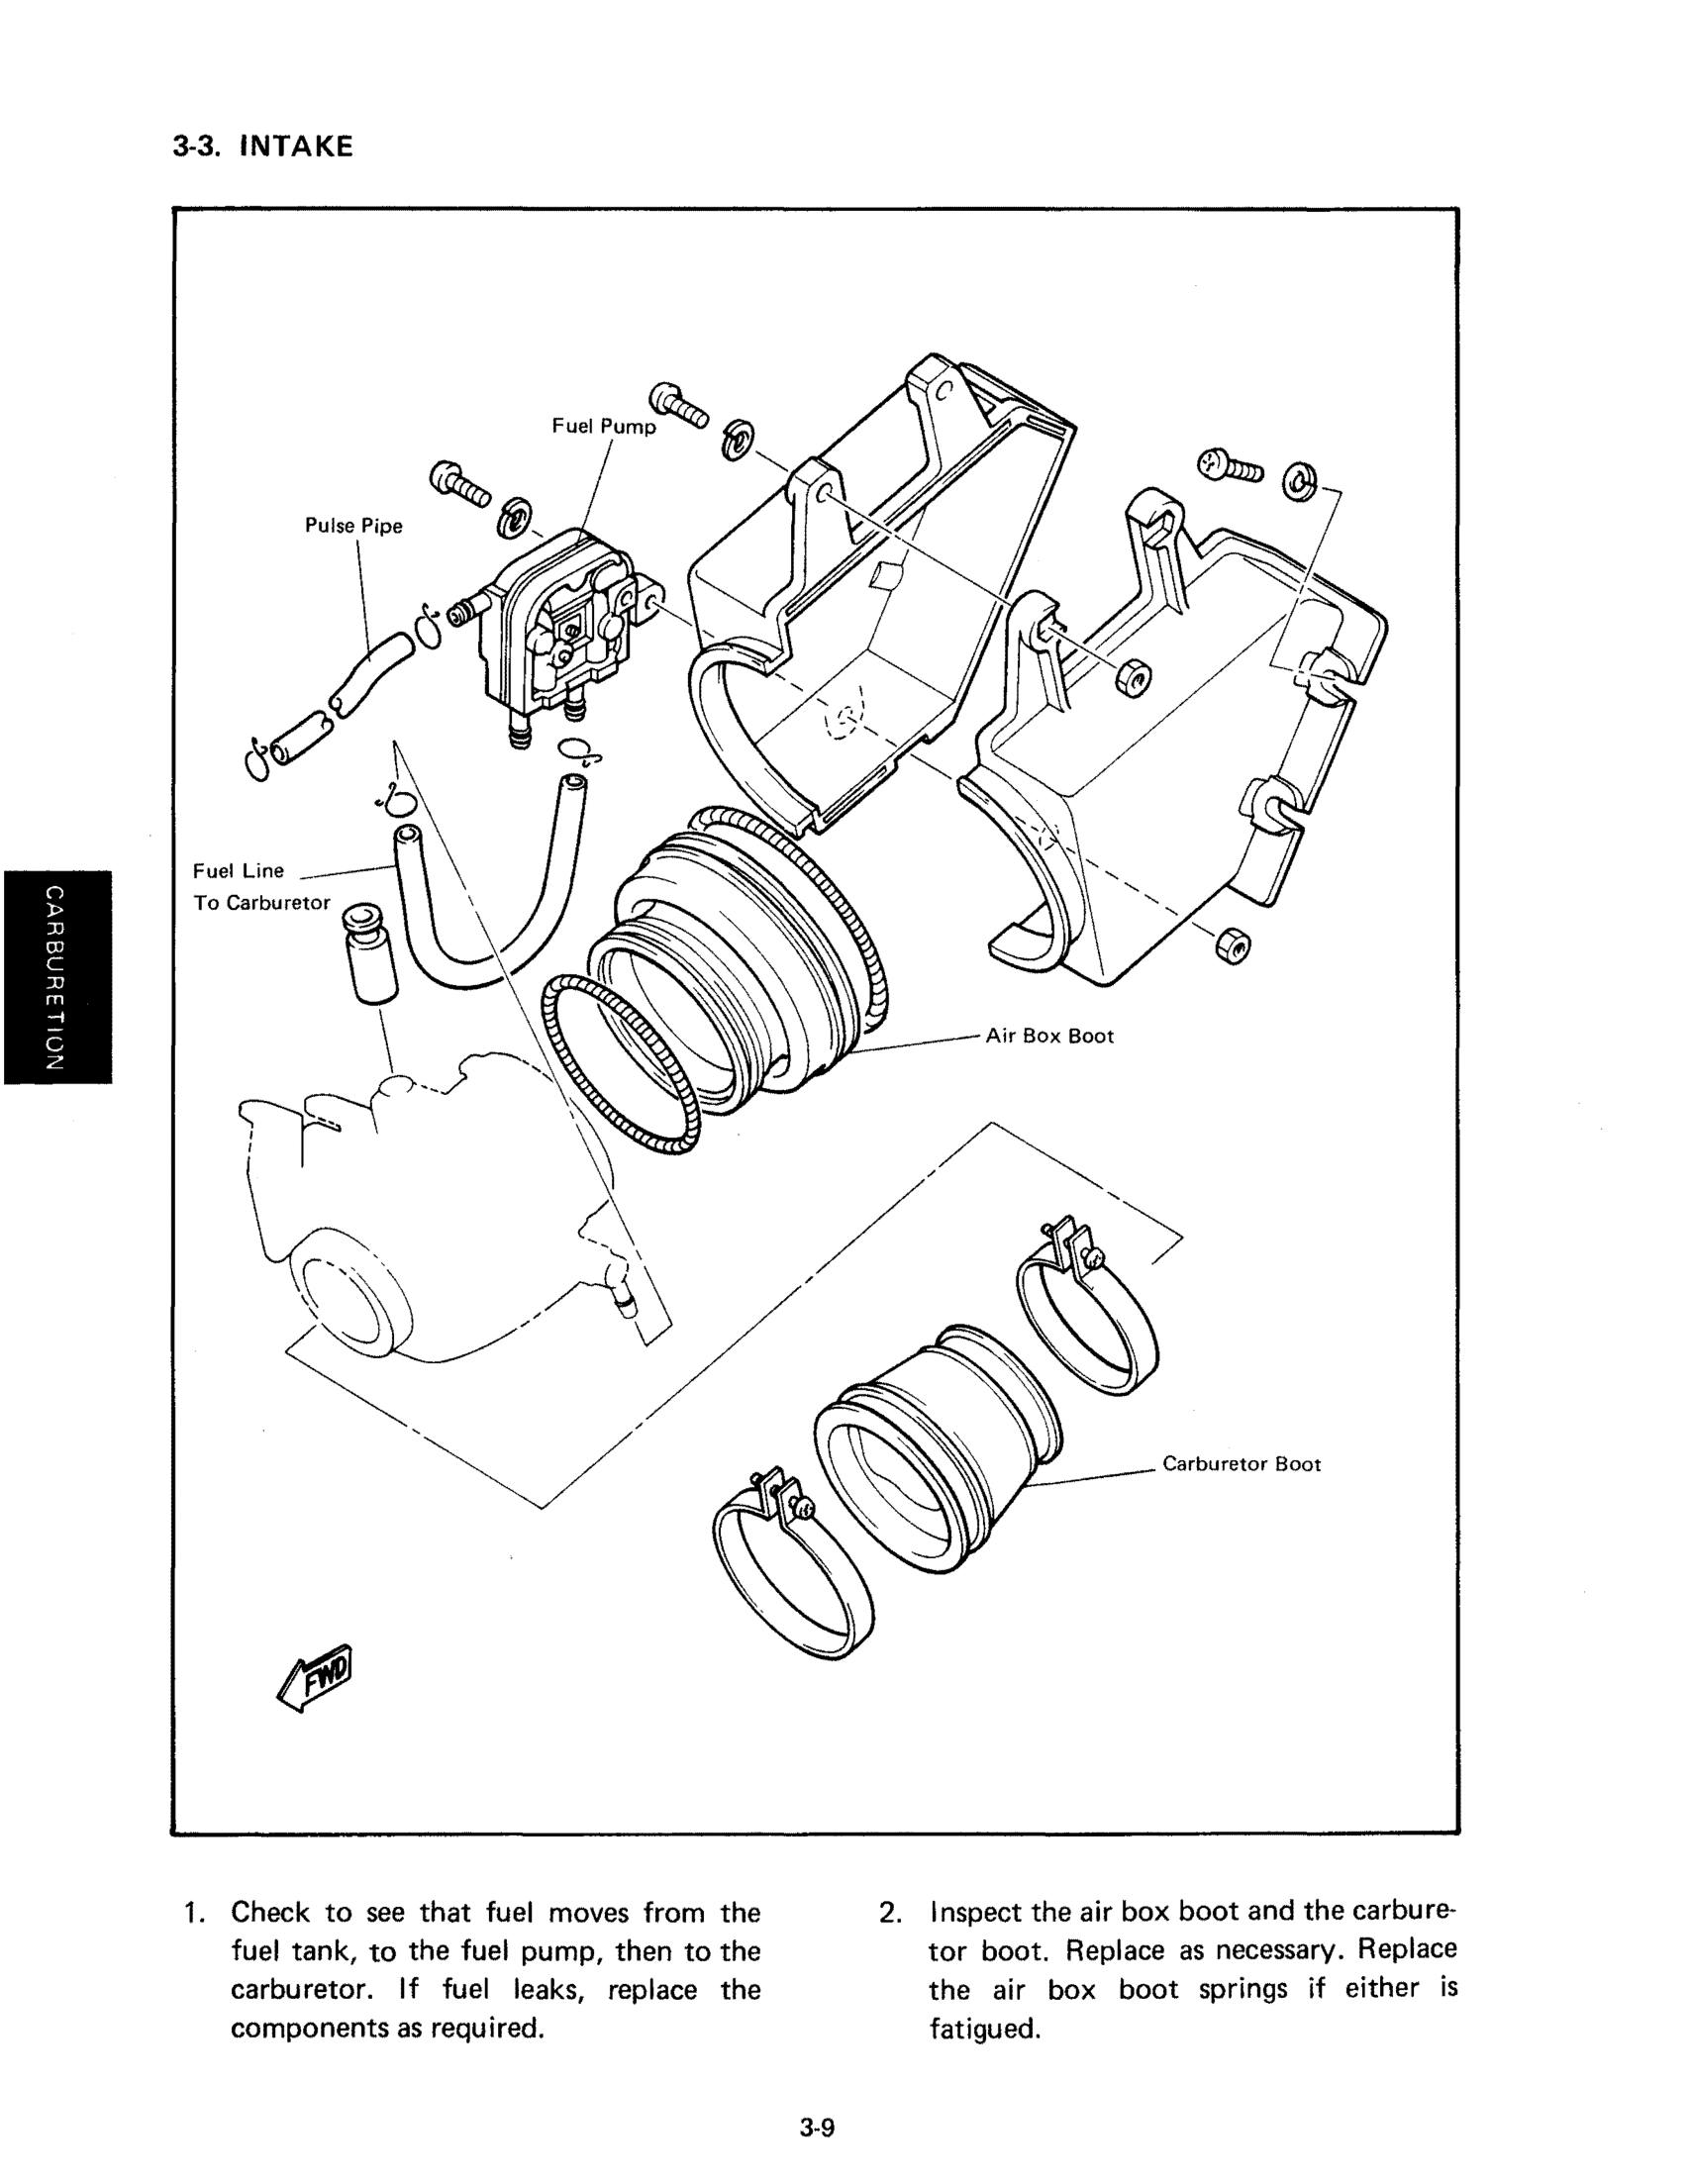 3-3. INTAKE
Fuel Pump
Pulse Pipe
Fuel Line
To Carburetor
CARBURETION
Air Box Boot
Carburetor Boot
FWD
1. Check to see that fuel moves from the
fuel tank, to the fuel pump, then to the
carburetor. If fuel leaks, replace the
components as required.
2. Inspect the air box boot and the carbure-
tor boot. Replace as necessary. Replace
the air box boot springs if either is
fatigued.
3-9